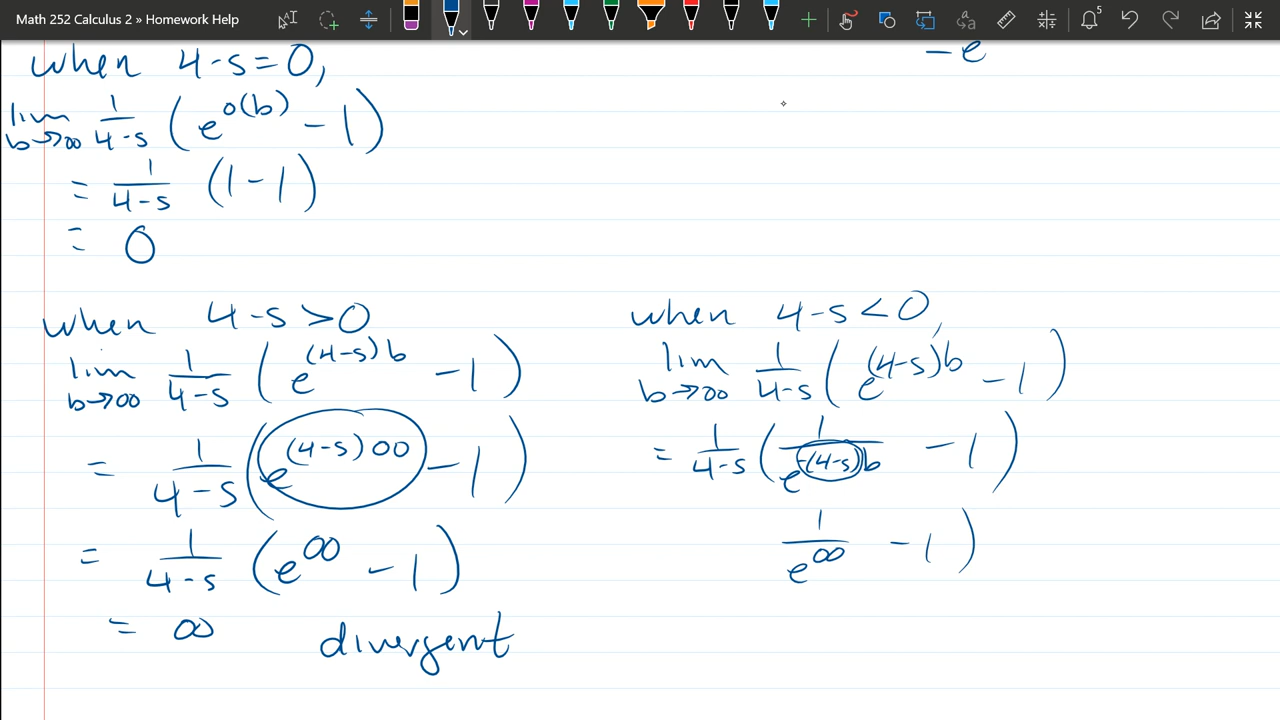 Math 252 Calculus 2 » Homework Help
5
- e
when 4-s=0,
lim b→∞ 1/(4-s) (e^{0(b)} - 1)
= 1/(4-s) (1-1)
= 0
when 4-s>0
lim b→∞ 1/(4-s) (e^{(4-s)b} - 1)
= 1/(4-s) (e^{(4-s)∞} - 1)
= 1/(4-s) (e^∞ - 1)
= ∞ divergent
when 4-s<0,
lim b→∞ 1/(4-s) (e^{(4-s)b} - 1)
= 1/(4-s) (1/e^{-(4-s)b} - 1)
1/e^∞ - 1)